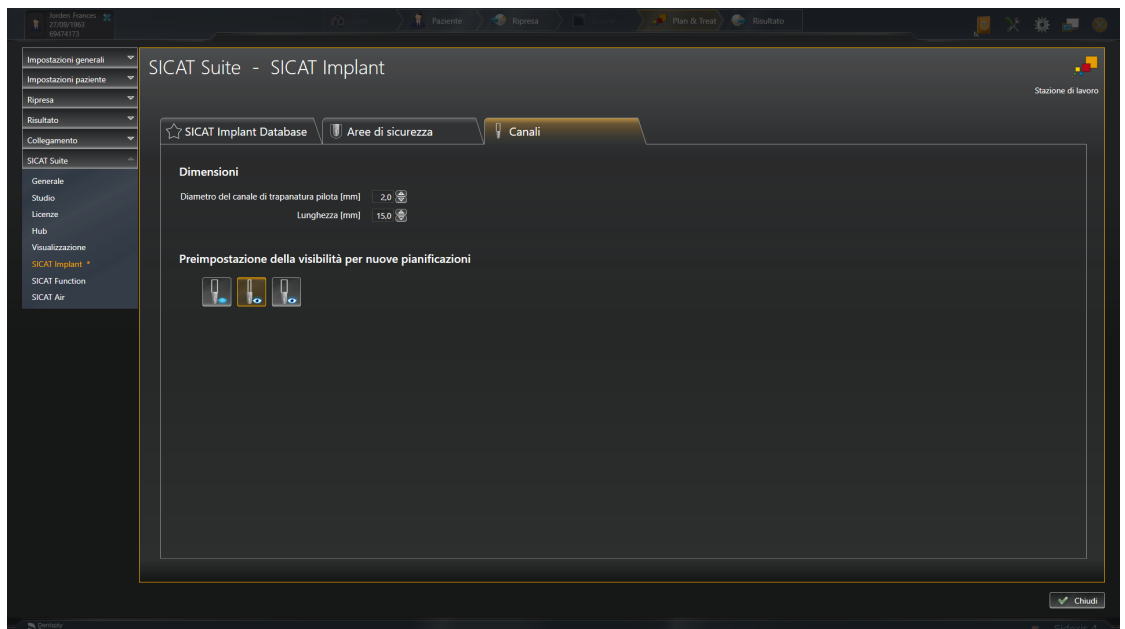 Jorden Frances
27/09/1963
69474173
Paziente
Ripresa
Plan & Treat
Risultato
Impostazioni generali
Impostazioni paziente
Ripresa
Risultato
Collegamento
SICAT Suite
Generale
Studio
Licenze
Hub
Visualizzazione
SICAT Implant *
SICAT Function
SICAT Air
SICAT Suite - SICAT Implant
Stazione di lavoro
SICAT Implant Database
Aree di sicurezza
Canali
Dimensioni
Diametro del canale di trapanatura pilota [mm] 2,0
Lunghezza [mm] 15,0
Preimpostazione della visibilità per nuove pianificazioni
Chiudi
Dentsply
Sidexis 4